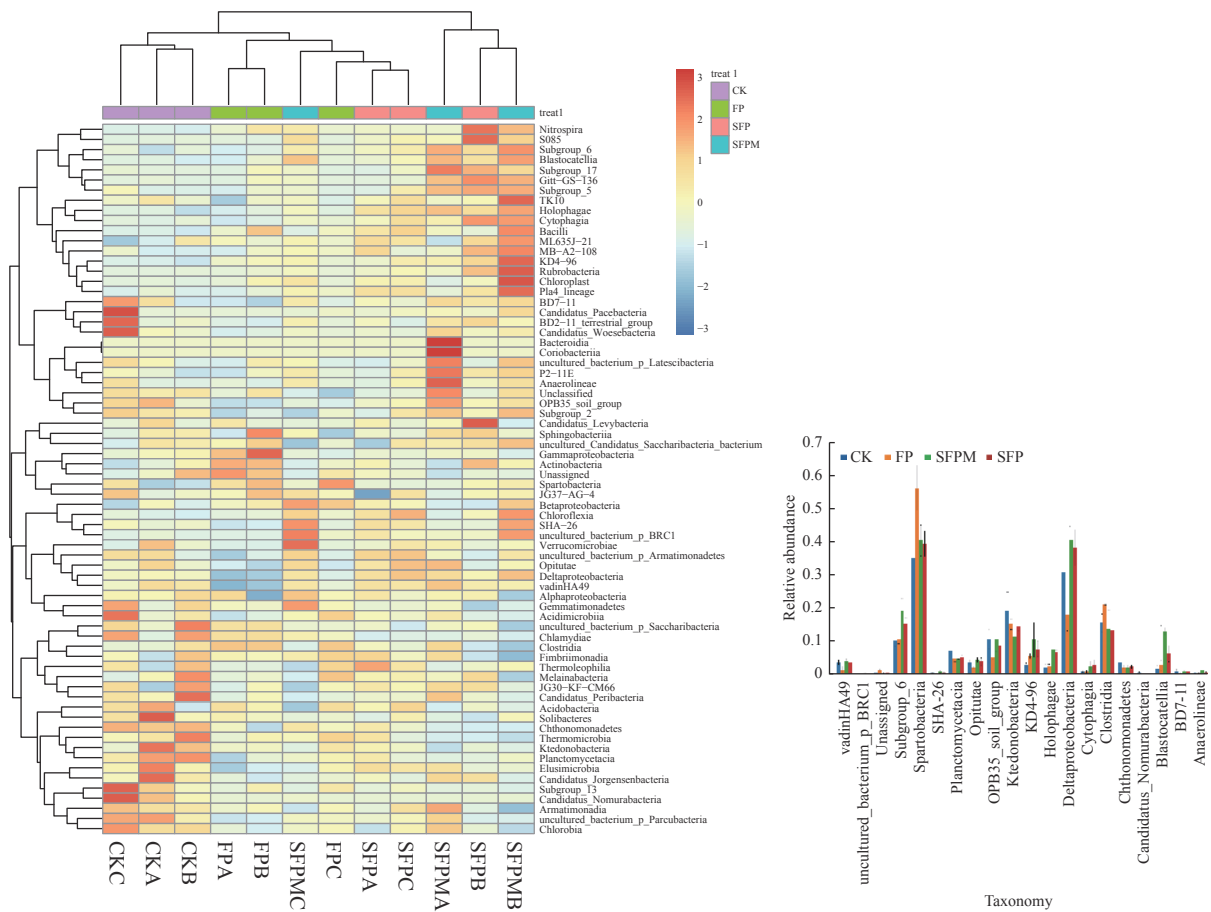 treat1
Nitrospira
S085
Subgroup_6
Blastocatellia
Subgroup_17
Gitt−GS−136
Subgroup_5
TK10
Holophagae
Cytophagia
Bacilli
ML635J−21
MB−A2−108
KD4−96
Rubrobacteria
Chloroplast
Pla4_lineage
BD7−11
Candidatus_Pacebacteria
BD2−11_terrestrial_group
Candidatus_Woesebacteria
Bacteroidia
Coriobacteriia
uncultured_bacterium_p_Latescibacteria
P2−11E
Anaerolineae
Unclassified
OPB35_soil_group
Subgroup_2
Candidatus_Levybacteria
Sphingobacteriia
uncultured_Candidatus_Saccharibacteria_bacterium
Gammaproteobacteria
Actinobacteria
Unassigned
Spartobacteria
JG37−AG−4
Betaproteobacteria
Chloroflexia
SHA−26
uncultured_bacterium_p_BRC1
Verrucomicrobiae
uncultured_bacterium_p_Armatimonadetes
Opitutae
Deltaproteobacteria
vadinHA49
Alphaproteobacteria
Gemmatimonadetes
Acidimicrobiia
uncultured_bacterium_p_Saccharibacteria
Chlamydiae
Clostridia
Fimbriimonadia
Thermoleophilia
Melainabacteria
JG30−KF−CM66
Candidatus_Peribacteria
Acidobacteria
Solibacteres
Chthonomonadetes
Thermomicrobia
Ktedonobacteria
Planctomycetacia
Elusimicrobia
Candidatus_Jorgensenbacteria
Subgroup_13
Candidatus_Nomurabacteria
Armatimonadia
uncultured_bacterium_p_Parcubacteria
Chlorobia
CKC
CKA
CKB
FPA
FPB
SFPMC
FPC
SFPA
SFPC
SFPMA
SFPB
SFPMB
3
2
1
0
−1
−2
−3
treat 1
CK
FP
SFP
SFPM
Relative abundance
0.7
0.6
0.5
0.4
0.3
0.2
0.1
0
CK FP SFPM SFP
vadinHA49
uncultured_bacterium_p_BRC1
Unassigned
Subgroup_6
Spartobacteria
SHA-26
Planctomycetacia
Opitutae
OPB35_soil_group
Ktedonobacteria
KD4-96
Holophagae
Deltaproteobacteria
Cytophagia
Clostridia
Chthonomonadetes
Candidatus_Nomurabacteria
Blastocatellia
BD7-11
Anaerolineae
Taxonomy